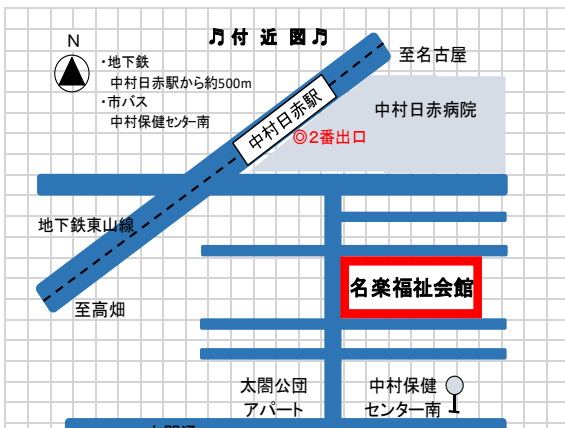 ♬付 近 図♬
N
・地下鉄
中村日赤駅から約500m
・市バス
中村保健センター南
至名古屋
中村日赤病院
中村日赤駅
◎2番出口
地下鉄東山線
至高畑
名楽福祉会館
太閤公団
アパート
中村保健
センター南